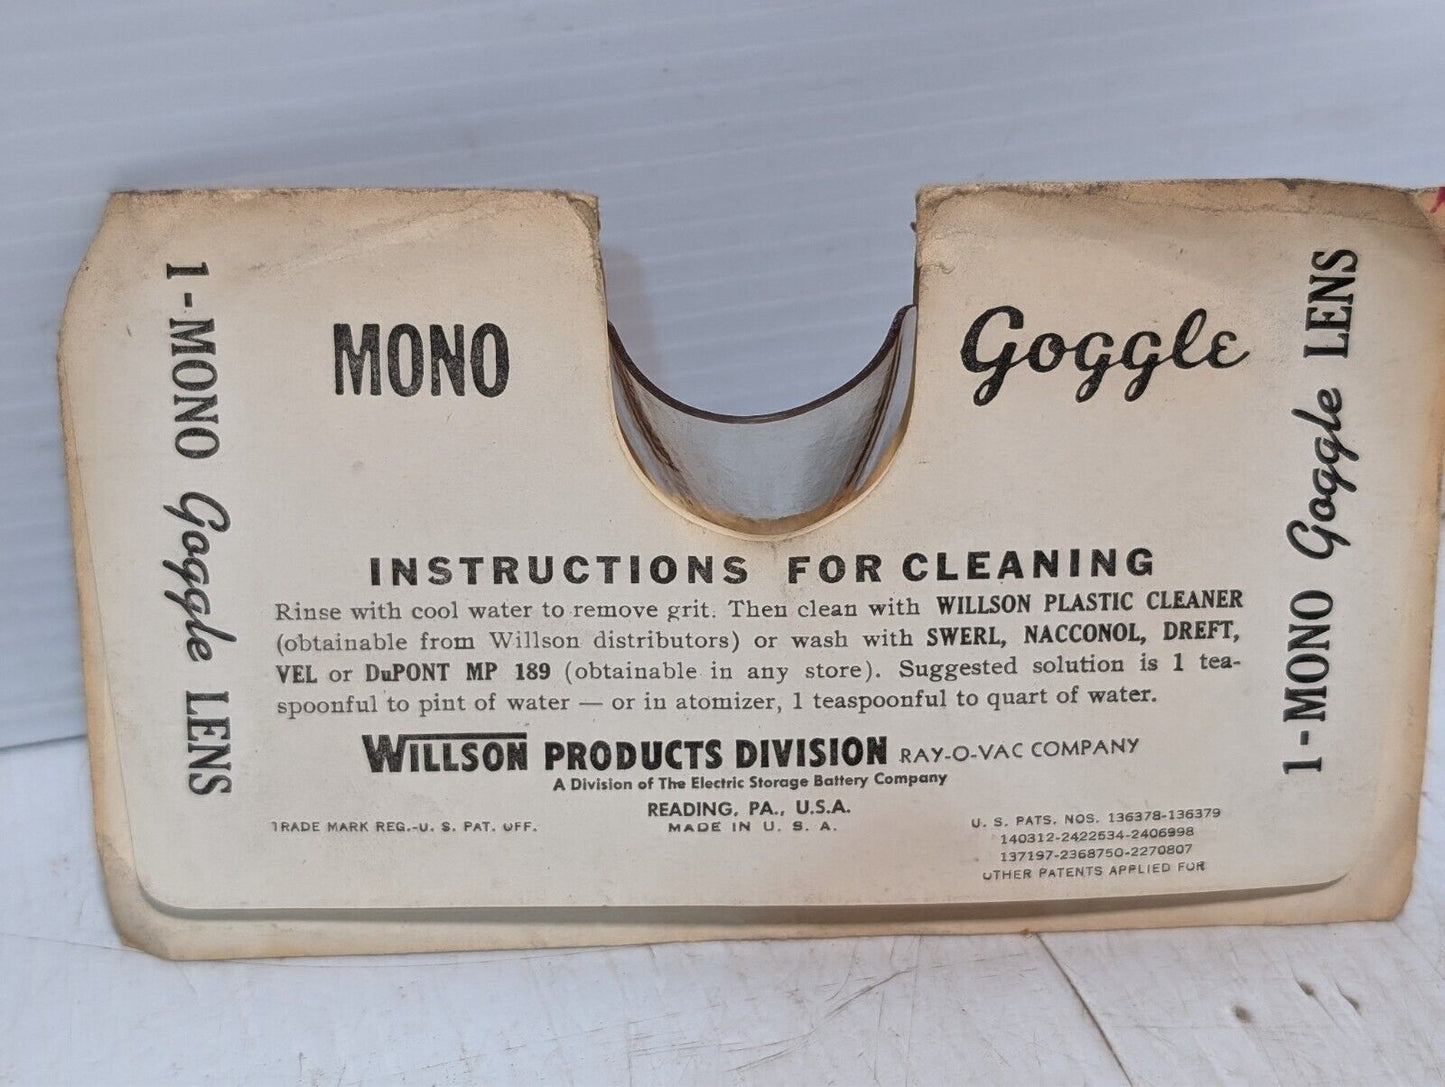 1-MONO Goggle LENS
MONO Goggle
1-MONO Goggle LENS
INSTRUCTIONS FOR CLEANING
Rinse with cool water to remove grit. Then clean with WILLSON PLASTIC CLEANER
(obtainable from Willson distributors) or wash with SWERL, NACCONOL, DREFT,
VEL or DuPONT MP 189 (obtainable in any store). Suggested solution is 1 tea-
spoonful to pint of water — or in atomizer, 1 teaspoonful to quart of water.
WILLSON PRODUCTS DIVISION RAY-O-VAC COMPANY
A Division of The Electric Storage Battery Company
READING, PA., U.S.A.
MADE IN U. S. A.
TRADE MARK REG.-U. S. PAT. OFF.
U. S. PATS. NOS. 136378-136379
140312-2422534-2406998
137197-2368750-2270807
OTHER PATENTS APPLIED FOR